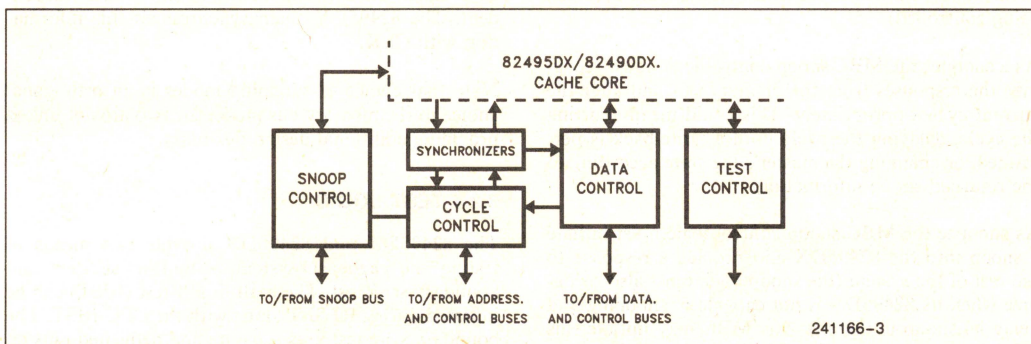 82495DX/82490DX.
CACHE CORE
SNOOP
CONTROL
SYNCHRONIZERS
CYCLE
CONTROL
DATA
CONTROL
TEST
CONTROL
TO/FROM SNOOP BUS
TO/FROM ADDRESS.
AND CONTROL BUSES
TO/FROM DATA.
AND CONTROL BUSES
241166-3